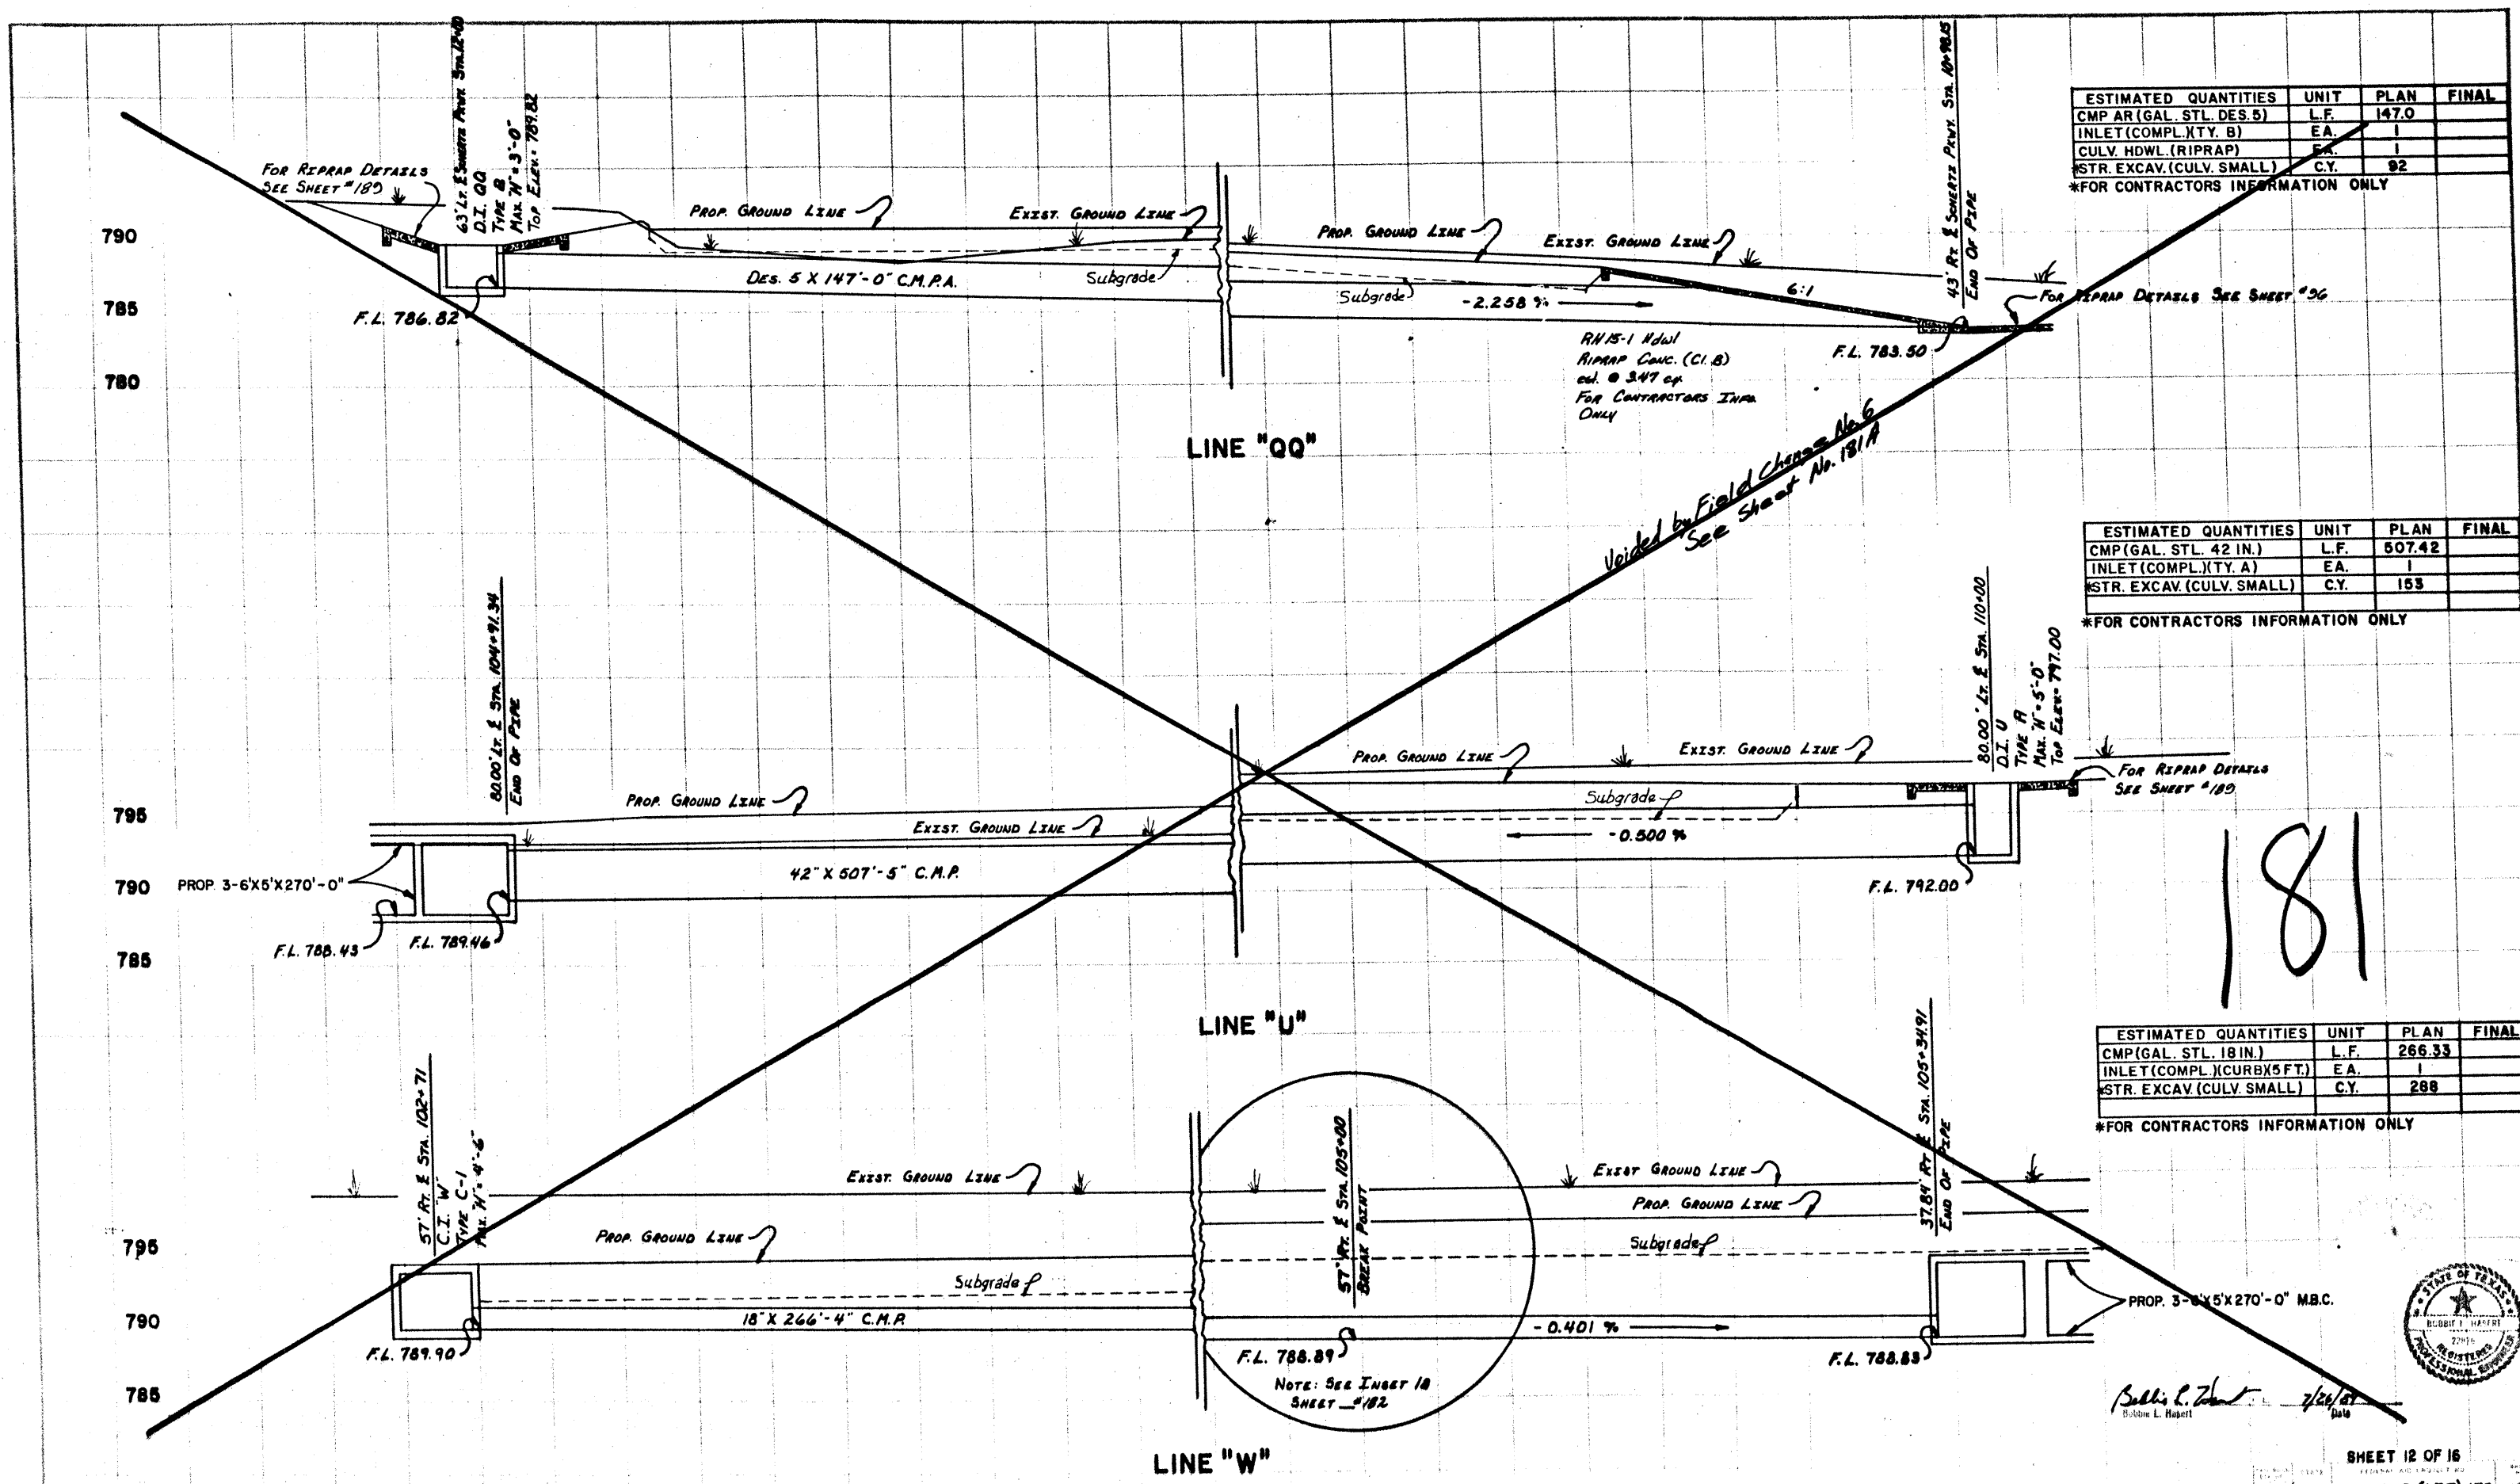 63' LT. ℄ SCHERTZ PKWY. STA. 12+00
D.I. QQ
TYPE B
MAX. "H" = 3'-0"
TOP ELEV. = 789.82
43' RT. ℄ SCHERTZ PKWY. STA. 10+98.15
END OF PIPE
ESTIMATED QUANTITIES UNIT PLAN FINAL
CMP AR (GAL. STL. DES. 5) L.F. 147.0
INLET (COMPL.)(TY. B) EA. 1
CULV. HDWL. (RIPRAP) EA. 1
*STR. EXCAV. (CULV. SMALL) C.Y. 92
*FOR CONTRACTORS INFORMATION ONLY
FOR RIPRAP DETAILS
SEE SHEET #189
PROP. GROUND LINE
EXIST. GROUND LINE
PROP. GROUND LINE
EXIST. GROUND LINE
790
785
780
DES. 5 X 147'-0" C.M.P.A.
Subgrade
Subgrade
-2.258 %
6:1
FOR RIPRAP DETAILS SEE SHEET #96
F.L. 786.82
F.L. 783.50
RH 15-1 Hdwl
RIPRAP CONC. (Cl. B)
@ 3.47 cy.
FOR CONTRACTORS INFO.
ONLY
LINE "QQ"
Voided by Field Change No. 6
See Sheet No. 181A
ESTIMATED QUANTITIES UNIT PLAN FINAL
CMP (GAL. STL. 42 IN.) L.F. 507.42
INLET (COMPL.)(TY. A) EA. 1
*STR. EXCAV. (CULV. SMALL) C.Y. 153
*FOR CONTRACTORS INFORMATION ONLY
80.00' LT. ℄ STA. 104+91.34
END OF PIPE
80.00' LT. ℄ STA. 110+00
D.I. U
TYPE A
MAX. "H" = 5'-0"
TOP ELEV. = 797.00
PROP. GROUND LINE
EXIST. GROUND LINE
PROP. GROUND LINE
EXIST. GROUND LINE
FOR RIPRAP DETAILS
SEE SHEET #189
Subgrade
-0.500 %
795
790
785
PROP. 3-6'X5'X270'-0"
42" X 507'-5" C.M.P.
F.L. 788.43
F.L. 789.46
F.L. 792.00
181
LINE "U"
ESTIMATED QUANTITIES UNIT PLAN FINAL
CMP (GAL. STL. 18 IN.) L.F. 266.33
INLET (COMPL.)(CURB)(5 FT.) EA. 1
*STR. EXCAV. (CULV. SMALL) C.Y. 288
*FOR CONTRACTORS INFORMATION ONLY
57' RT. ℄ STA. 102+71
C.I. "W"
TYPE C-1
MAX. "H" = 4'-6"
57' RT. ℄ STA. 105+00
BREAK POINT
37.84' RT. ℄ STA. 105+34.91
END OF PIPE
EXIST. GROUND LINE
PROP. GROUND LINE
EXIST GROUND LINE
PROP. GROUND LINE
Subgrade
Subgrade
795
790
785
18" X 266'-4" C.M.P.
-0.401 %
PROP. 3-6'X5'X270'-0" M.B.C.
F.L. 789.90
F.L. 788.89
F.L. 788.83
NOTE: SEE INSET 18
SHEET #182
LINE "W"
STATE OF TEXAS
BOBBIE L. HABERT
REGISTERED
PROFESSIONAL ENGINEER
Bobbie L. Habert
Date
SHEET 12 OF 16